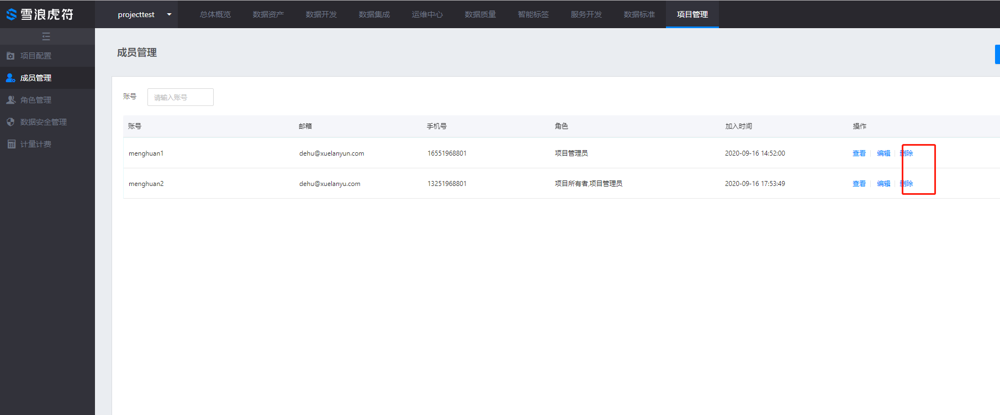 雪浪虎符 projecttest 总体概览 数据资产 数据开发 数据集成 运维中心 数据质量 智能标签 服务开发 数据标准 项目管理
项目配置
成员管理
角色管理
数据安全管理
计量计费
成员管理
账号 请输入账号
账号 邮箱 手机号 角色 加入时间 操作
menghuan1 dehu@xuelanyun.com 16551968801 项目管理员 2020-09-16 14:52:00 查看 编辑 删除
menghuan2 dehu@xuelanyu.com 13251968801 项目所有者,项目管理员 2020-09-16 17:53:49 查看 编辑 删除